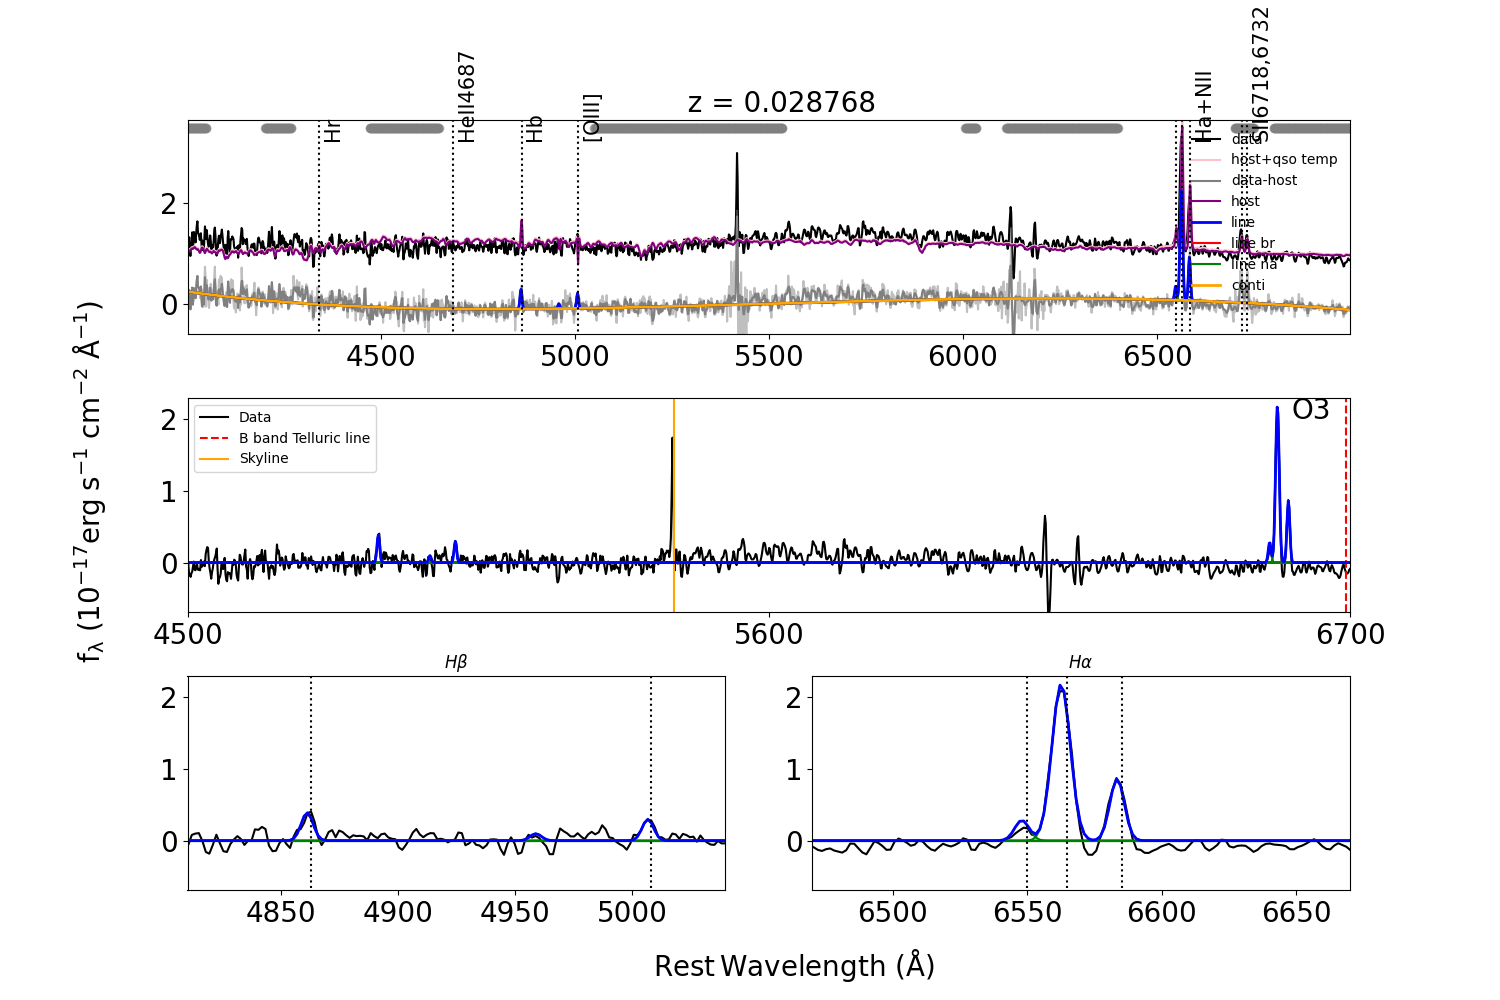 z = 0.028768
Hr
HeII4687
Hb
[OIII]
Ha+NII
SII6718,6732
data
host+qso temp
data-host
host
line
line br
line na
conti
2
0
4500
5000
5500
6000
6500
fλ (10⁻¹⁷erg s⁻¹ cm⁻² Å⁻¹)
Data
B band Telluric line
Skyline
O3
2
1
0
4500
5600
6700
Hβ
2
1
0
4850
4900
4950
5000
Hα
2
1
0
6500
6550
6600
6650
Rest Wavelength (Å)